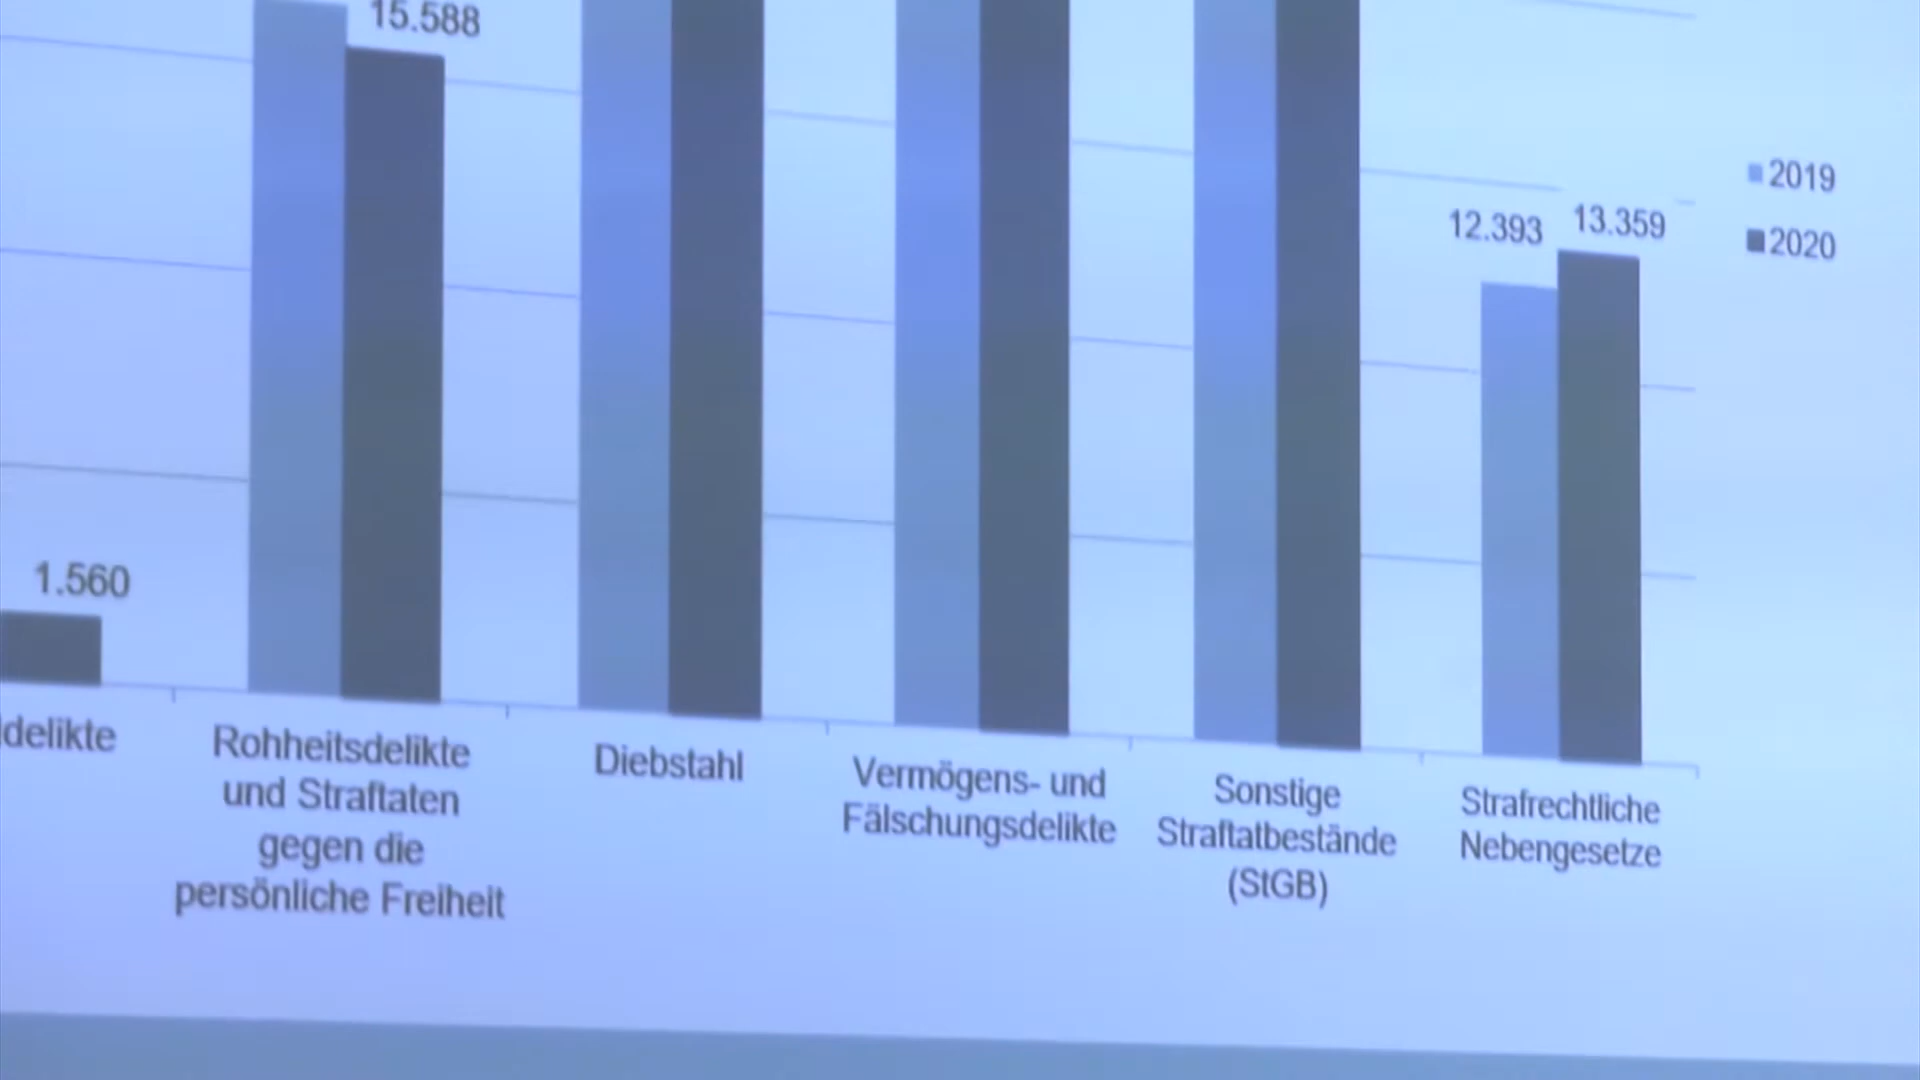 15.588
2019
12.393 13.359
2020
1.560
delikte
Rohheitsdelikte
und Straftaten
gegen die
persönliche Freiheit
Diebstahl
Vermögens- und
Fälschungsdelikte
Sonstige
Straftatbestände
(StGB)
Strafrechtliche
Nebengesetze